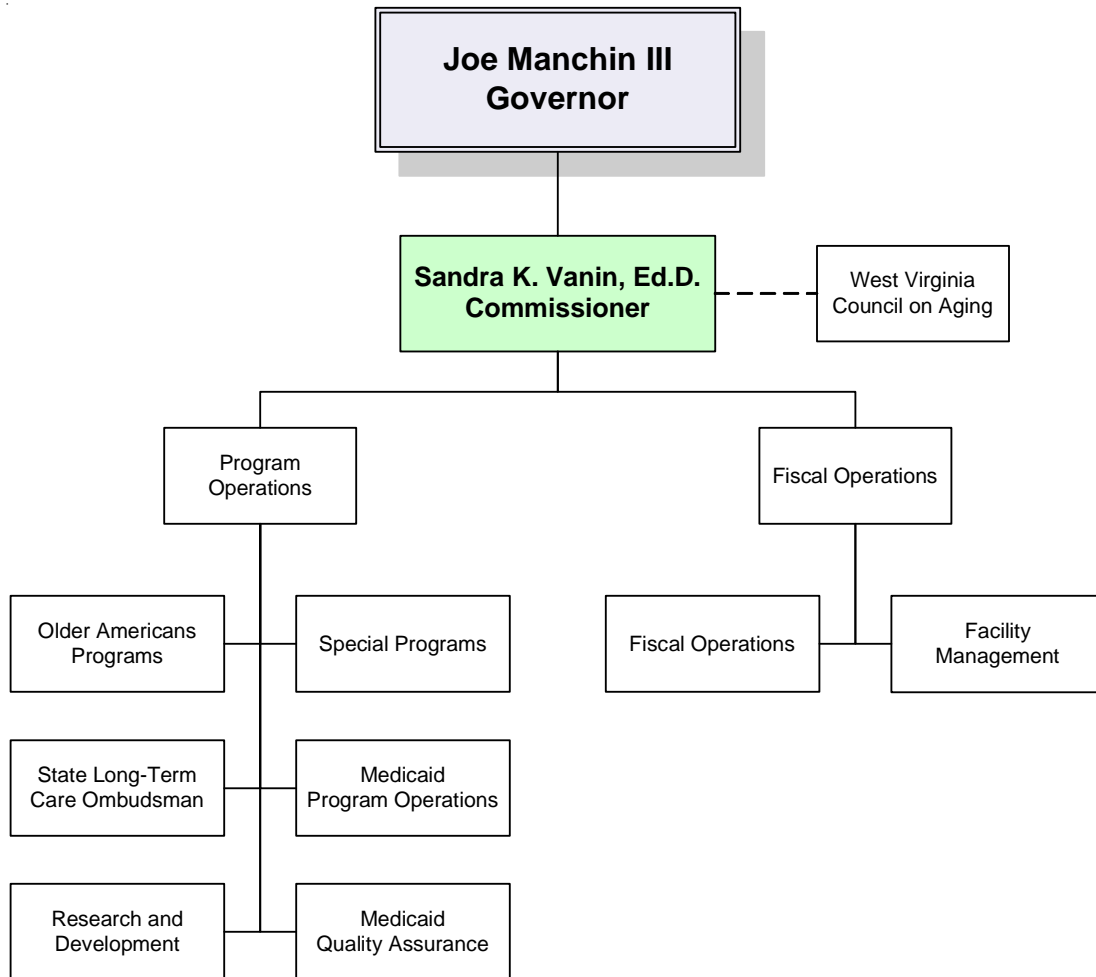 Joe Manchin III
Governor
Sandra K. Vanin, Ed.D.
Commissioner
West Virginia
Council on Aging
Program
Operations
Fiscal Operations
Older Americans
Programs
Special Programs
Fiscal Operations
Facility
Management
State Long-Term
Care Ombudsman
Medicaid
Program Operations
Research and
Development
Medicaid
Quality Assurance